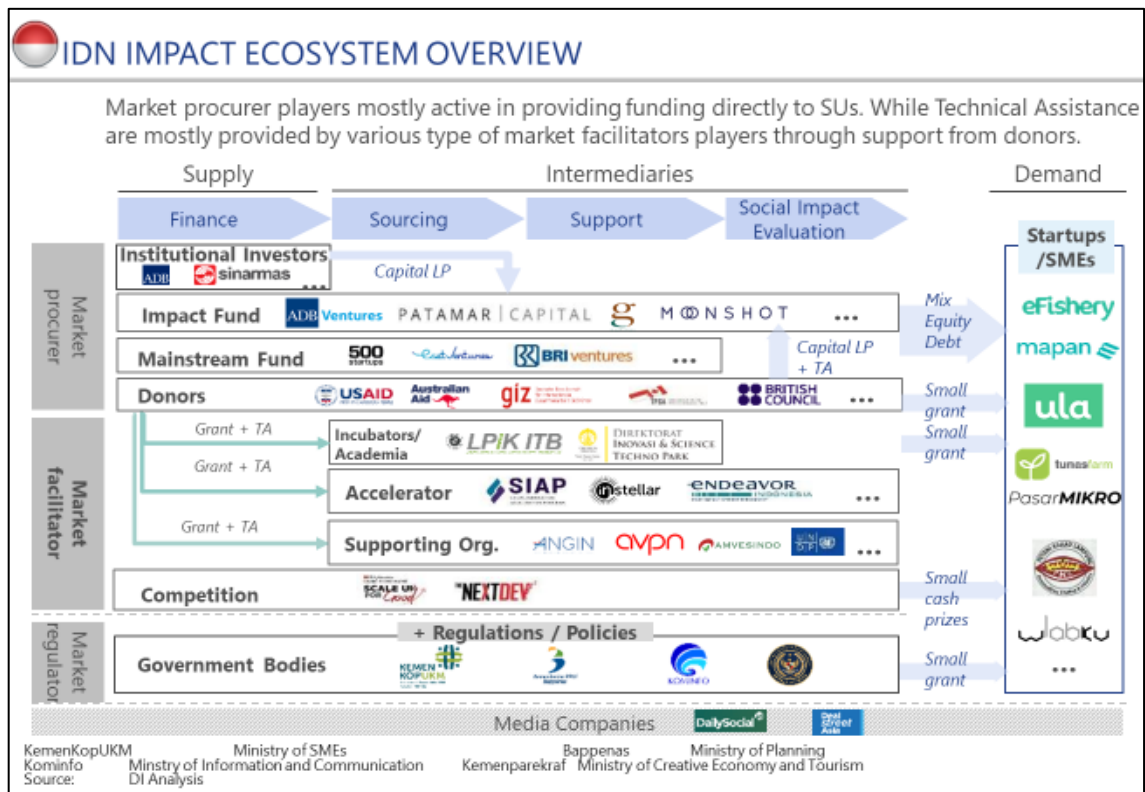 IDN IMPACT ECOSYSTEM OVERVIEW
Market procurer players mostly active in providing funding directly to SUs. While Technical Assistance
are mostly provided by various type of market facilitators players through support from donors.
Supply
Intermediaries
Demand
Finance
Sourcing
Support
Social Impact
Evaluation
Market
procurer
Institutional Investors
ADB
sinarmas
...
Capital LP
Impact Fund
ADB Ventures
PATAMAR | CAPITAL
g
MOONSHOT
...
Mix
Equity
Debt
Mainstream Fund
500
startups
East Ventures
BRI ventures
...
Capital LP
+ TA
Donors
USAID
Australian
Aid
giz
BRITISH
COUNCIL
...
Small
grant
Market
facilitator
Grant + TA
Incubators/
Academia
LPiK ITB
DIREKTORAT
INOVASI & SCIENCE
TECHNO PARK
Small
grant
Grant + TA
Accelerator
SIAP
instellar
endeavor
INDONESIA
...
Grant + TA
Supporting Org.
ANGIN
avpn
AMVESINDO
UNDP
...
Competition
SCALE UP
FOR Good
NEXTDEV
Small
cash
prizes
Market
regulator
+ Regulations / Policies
Government Bodies
KEMEN
KOPUKM
KOMINFO
Small
grant
Startups
/SMEs
eFishery
mapan
ula
tunasfarm
PasarMIKRO
wlabku
...
Media Companies
DailySocial
Deal
Street
Asia
KemenKopUKM Ministry of SMEs Bappenas Ministry of Planning
Kominfo Minstry of Information and Communication Kemenparekraf Ministry of Creative Economy and Tourism
Source: DI Analysis